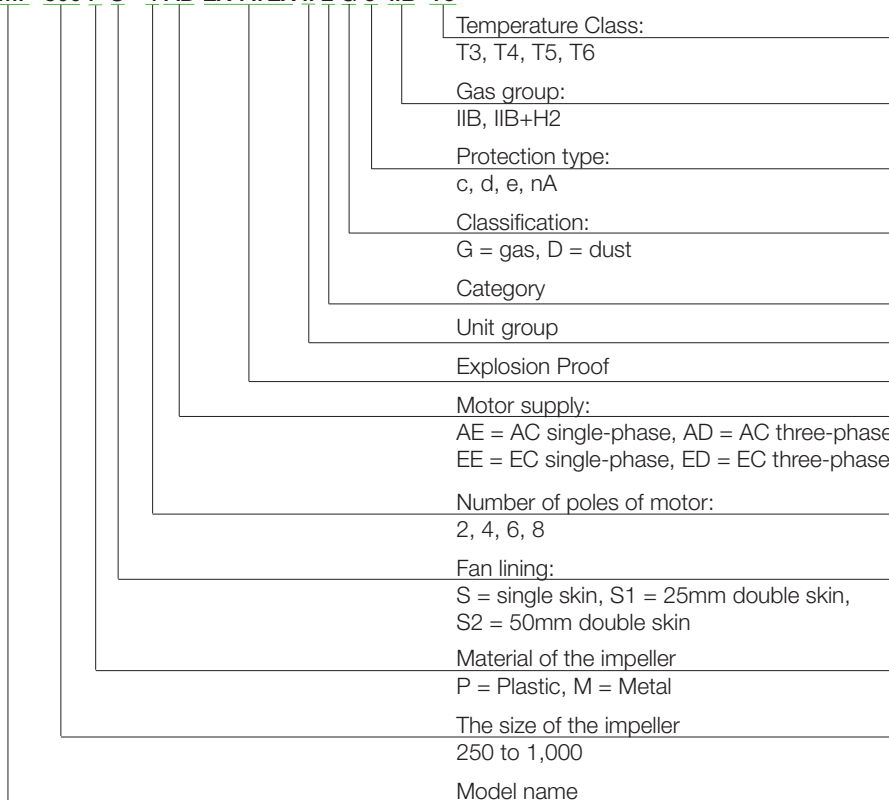 Temperature Class:
T3, T4, T5, T6
Gas group:
IIB, IIB+H2
Protection type:
c, d, e, nA
Classification:
G = gas, D = dust
Category
Unit group
Explosion Proof
Motor supply:
AE = AC single-phase, AD = AC three-phase
EE = EC single-phase, ED = EC three-phase
Number of poles of motor:
2, 4, 6, 8
Fan lining:
S = single skin, S1 = 25mm double skin,
S2 = 50mm double skin
Material of the impeller
P = Plastic, M = Metal
The size of the impeller
250 to 1,000
Model name